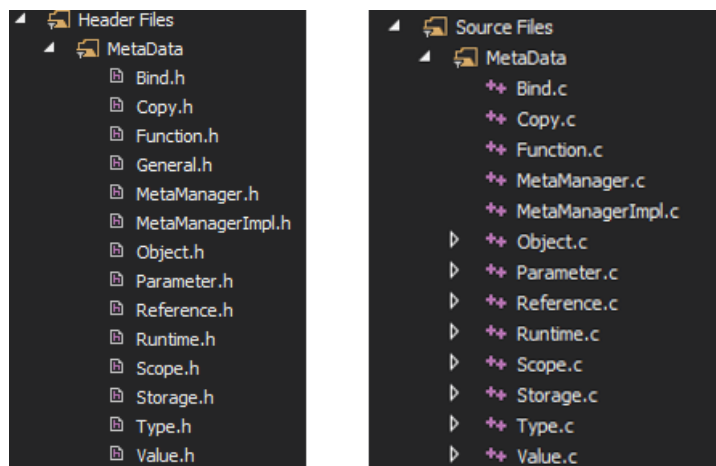 Header Files
MetaData
Bind.h
Copy.h
Function.h
General.h
MetaManager.h
MetaManagerImpl.h
Object.h
Parameter.h
Reference.h
Runtime.h
Scope.h
Storage.h
Type.h
Value.h
Source Files
MetaData
Bind.c
Copy.c
Function.c
MetaManager.c
MetaManagerImpl.c
Object.c
Parameter.c
Reference.c
Runtime.c
Scope.c
Storage.c
Type.c
Value.c